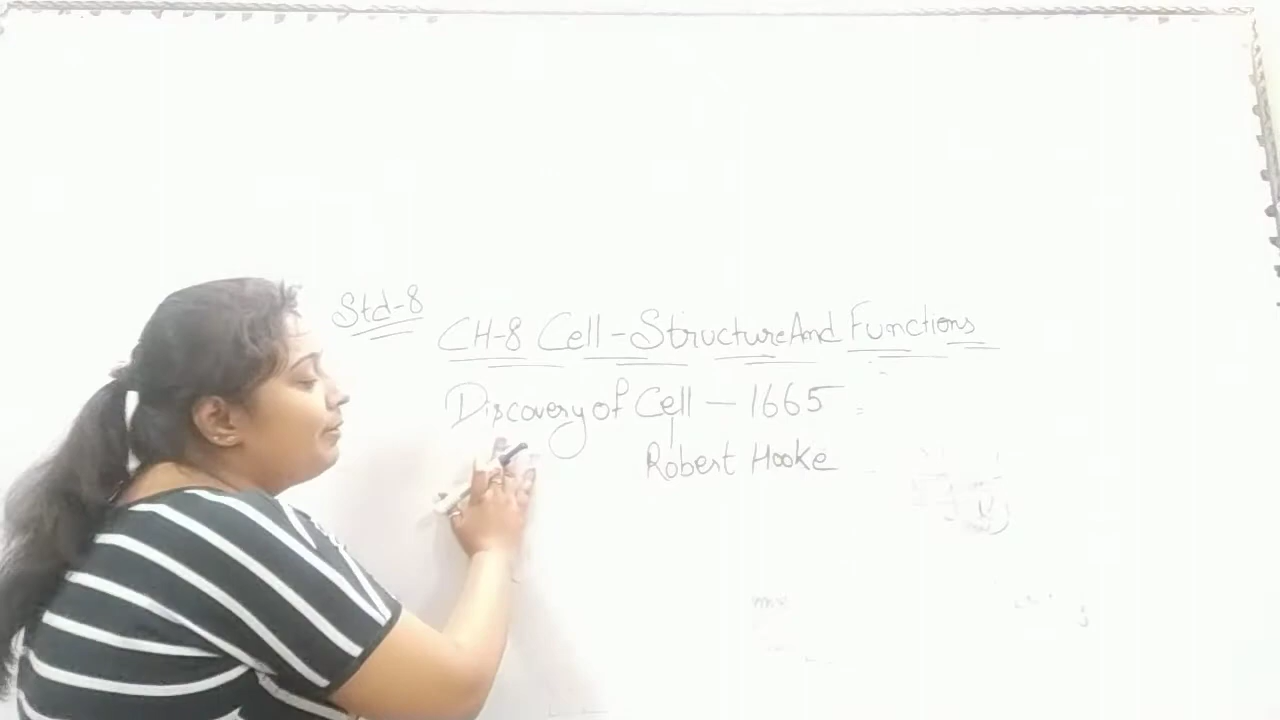 Std-8
CH-8 Cell - Structure And Functions
Discovery of Cell — 1665
Robert Hooke